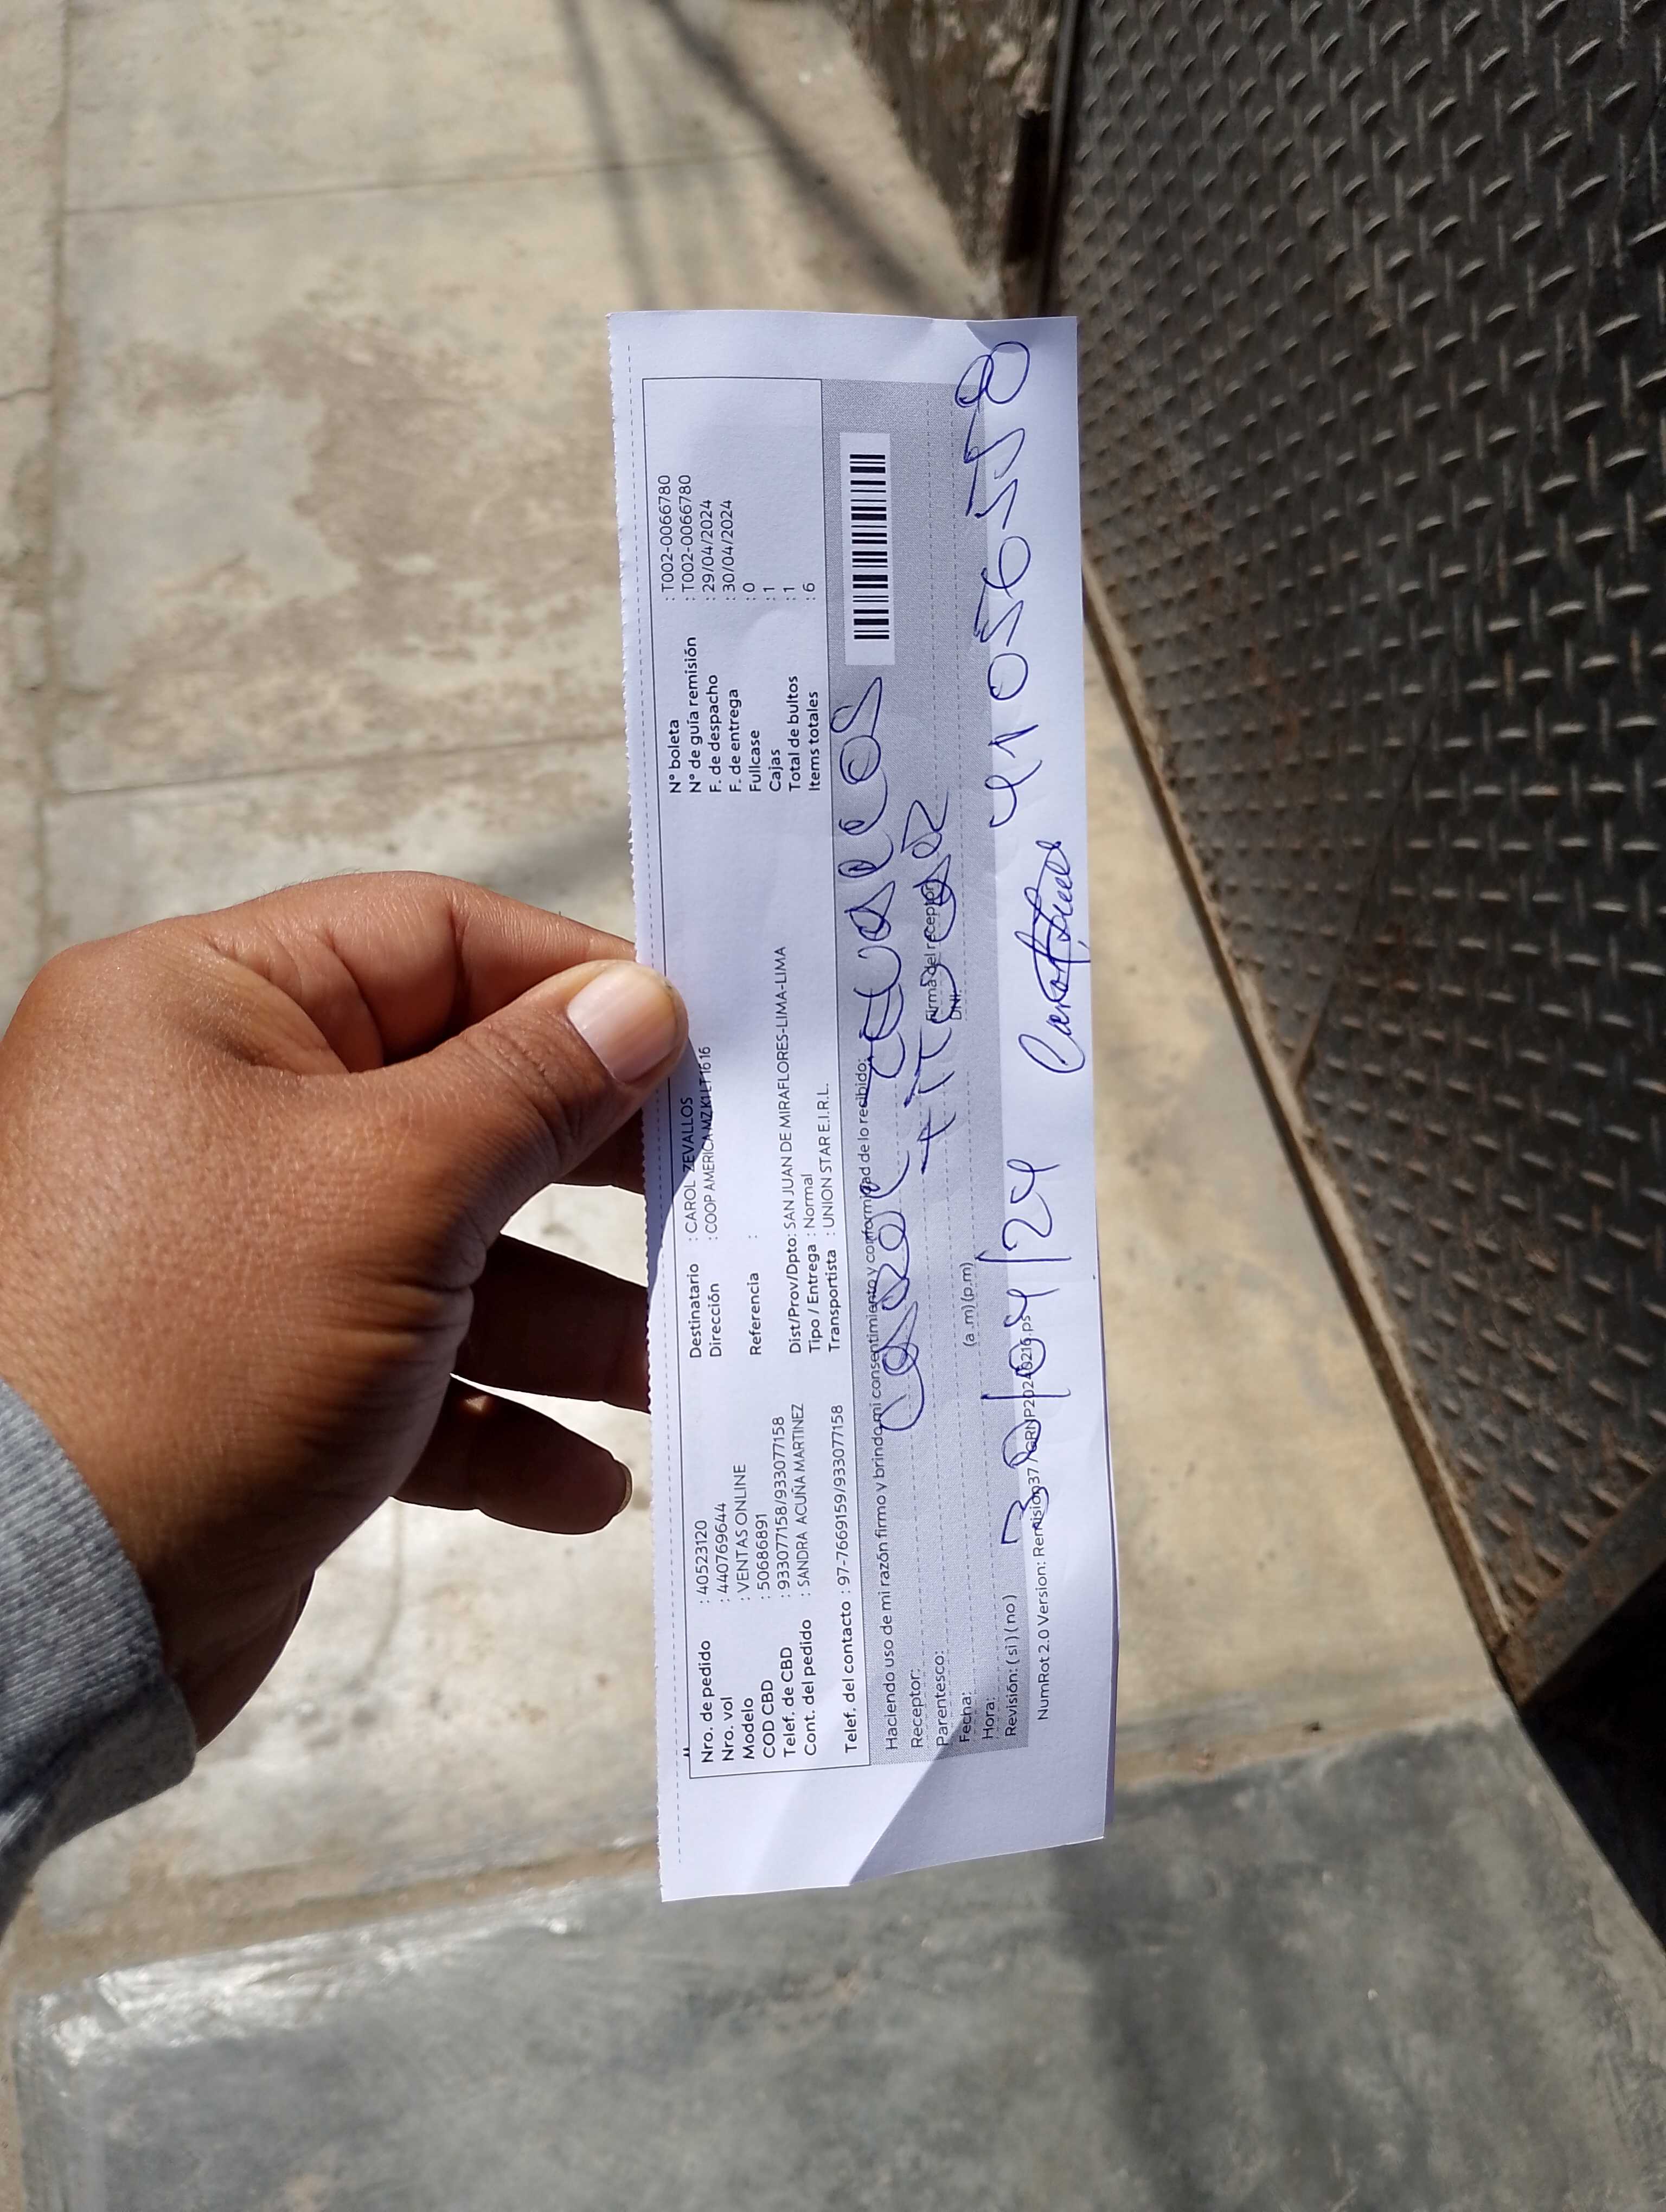 Nro. de pedido : 40523120
Nro. vol : 440769644
Modelo : VENTAS ONLINE
COD CBD : 50686891
Telef. de CBD : 933077158/933077158
Cont. del pedido : SANDRA ACUÑA MARTINEZ
Telef. del contacto : 97-7669159/933077158
Destinatario : CAROL ZEVALLOS
Dirección : COOP AMERICA MZ K1 LT 16 16
Referencia :
Dist/Prov/Dpto: SAN JUAN DE MIRAFLORES-LIMA-LIMA
Tipo / Entrega : Normal
Transportista : UNION STAR E.I.R.L.
N° boleta : T002-0066780
N° de guía remisión : T002-0066780
F. de despacho : 29/04/2024
F. de entrega : 30/04/2024
Fullcase : 0
Cajas : 1
Total de bultos : 1
Items totales : 6
Haciendo uso de mi razón firmo y brindo mi consentimiento y conformidad de lo recibido:
Receptor:
Parentesco:
Firma del receptor
Fecha:
DNI:
Hora: (a.m) (p.m)
41056558
Revisión: ( si ) ( no )
30/04/24
NumRot 2.0 Version: